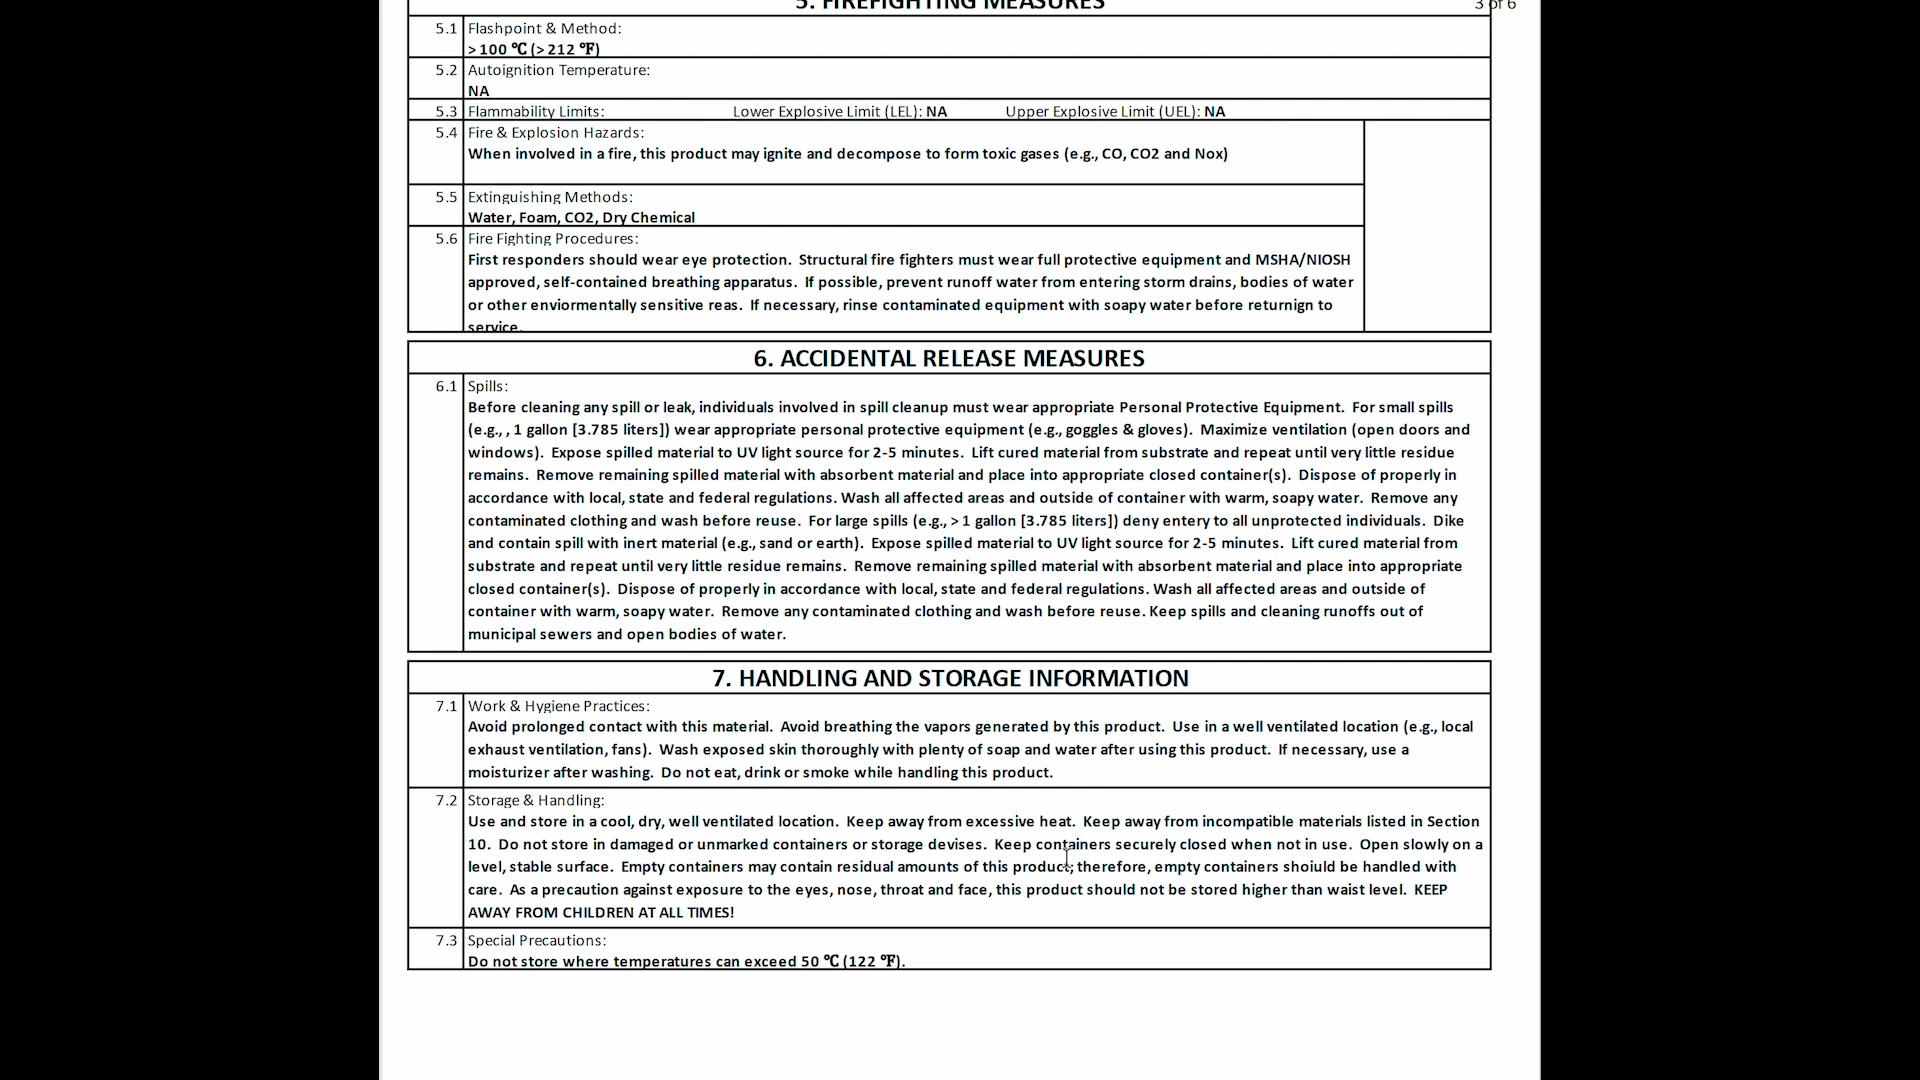 5. FIREFIGHTING MEASURES
3 of 6
5.1 Flashpoint & Method:
> 100 ℃ (> 212 ℉)
5.2 Autoignition Temperature:
NA
5.3 Flammability Limits: Lower Explosive Limit (LEL): NA Upper Explosive Limit (UEL): NA
5.4 Fire & Explosion Hazards:
When involved in a fire, this product may ignite and decompose to form toxic gases (e.g., CO, CO2 and Nox)
5.5 Extinguishing Methods:
Water, Foam, CO2, Dry Chemical
5.6 Fire Fighting Procedures:
First responders should wear eye protection. Structural fire fighters must wear full protective equipment and MSHA/NIOSH
approved, self-contained breathing apparatus. If possible, prevent runoff water from entering storm drains, bodies of water
or other enviormentally sensitive reas. If necessary, rinse contaminated equipment with soapy water before returnign to
service.
6. ACCIDENTAL RELEASE MEASURES
6.1 Spills:
Before cleaning any spill or leak, individuals involved in spill cleanup must wear appropriate Personal Protective Equipment. For small spills
(e.g., , 1 gallon [3.785 liters]) wear appropriate personal protective equipment (e.g., goggles & gloves). Maximize ventilation (open doors and
windows). Expose spilled material to UV light source for 2-5 minutes. Lift cured material from substrate and repeat until very little residue
remains. Remove remaining spilled material with absorbent material and place into appropriate closed container(s). Dispose of properly in
accordance with local, state and federal regulations. Wash all affected areas and outside of container with warm, soapy water. Remove any
contaminated clothing and wash before reuse. For large spills (e.g., > 1 gallon [3.785 liters]) deny entery to all unprotected individuals. Dike
and contain spill with inert material (e.g., sand or earth). Expose spilled material to UV light source for 2-5 minutes. Lift cured material from
substrate and repeat until very little residue remains. Remove remaining spilled material with absorbent material and place into appropriate
closed container(s). Dispose of properly in accordance with local, state and federal regulations. Wash all affected areas and outside of
container with warm, soapy water. Remove any contaminated clothing and wash before reuse. Keep spills and cleaning runoffs out of
municipal sewers and open bodies of water.
7. HANDLING AND STORAGE INFORMATION
7.1 Work & Hygiene Practices:
Avoid prolonged contact with this material. Avoid breathing the vapors generated by this product. Use in a well ventilated location (e.g., local
exhaust ventilation, fans). Wash exposed skin thoroughly with plenty of soap and water after using this product. If necessary, use a
moisturizer after washing. Do not eat, drink or smoke while handling this product.
7.2 Storage & Handling:
Use and store in a cool, dry, well ventilated location. Keep away from excessive heat. Keep away from incompatible materials listed in Section
10. Do not store in damaged or unmarked containers or storage devises. Keep containers securely closed when not in use. Open slowly on a
level, stable surface. Empty containers may contain residual amounts of this product; therefore, empty containers shoiuld be handled with
care. As a precaution against exposure to the eyes, nose, throat and face, this product should not be stored higher than waist level. KEEP
AWAY FROM CHILDREN AT ALL TIMES!
7.3 Special Precautions:
Do not store where temperatures can exceed 50 ℃ (122 ℉).